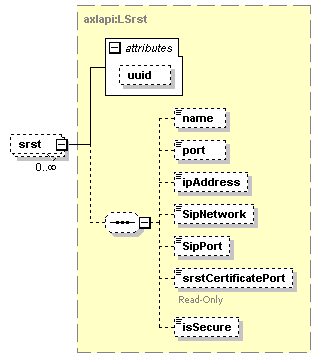 axlapi:LSrst
attributes
uuid
srst
0..∞
name
port
ipAddress
SipNetwork
SipPort
srstCertificatePort
Read-Only
isSecure